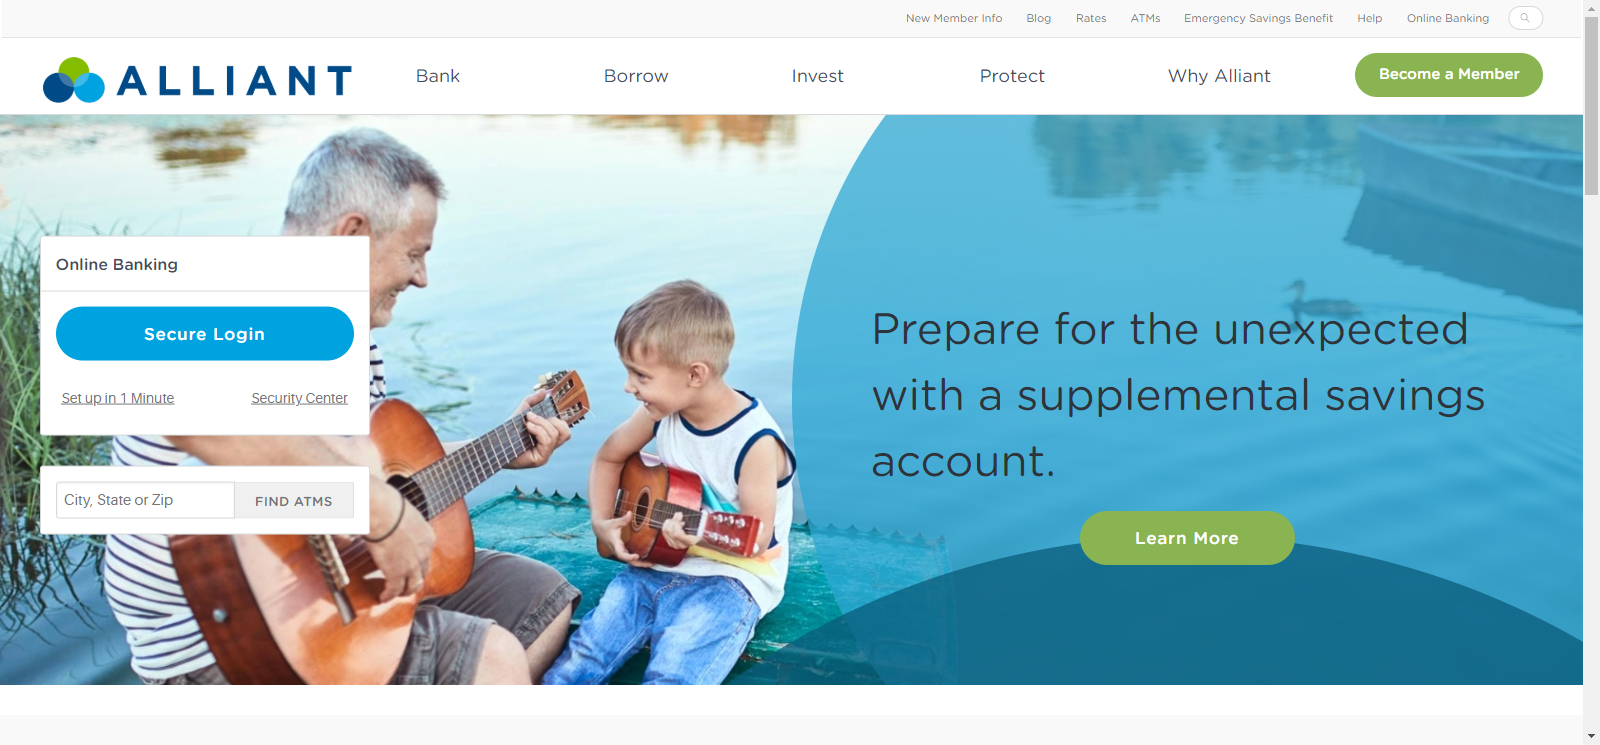 New Member Info Blog Rates ATMs Emergency Savings Benefit Help Online Banking
ALLIANT Bank Borrow Invest Protect Why Alliant Become a Member
Online Banking
Secure Login
Set up in 1 Minute Security Center
City, State or Zip FIND ATMS
Prepare for the unexpected
with a supplemental savings
account.
Learn More